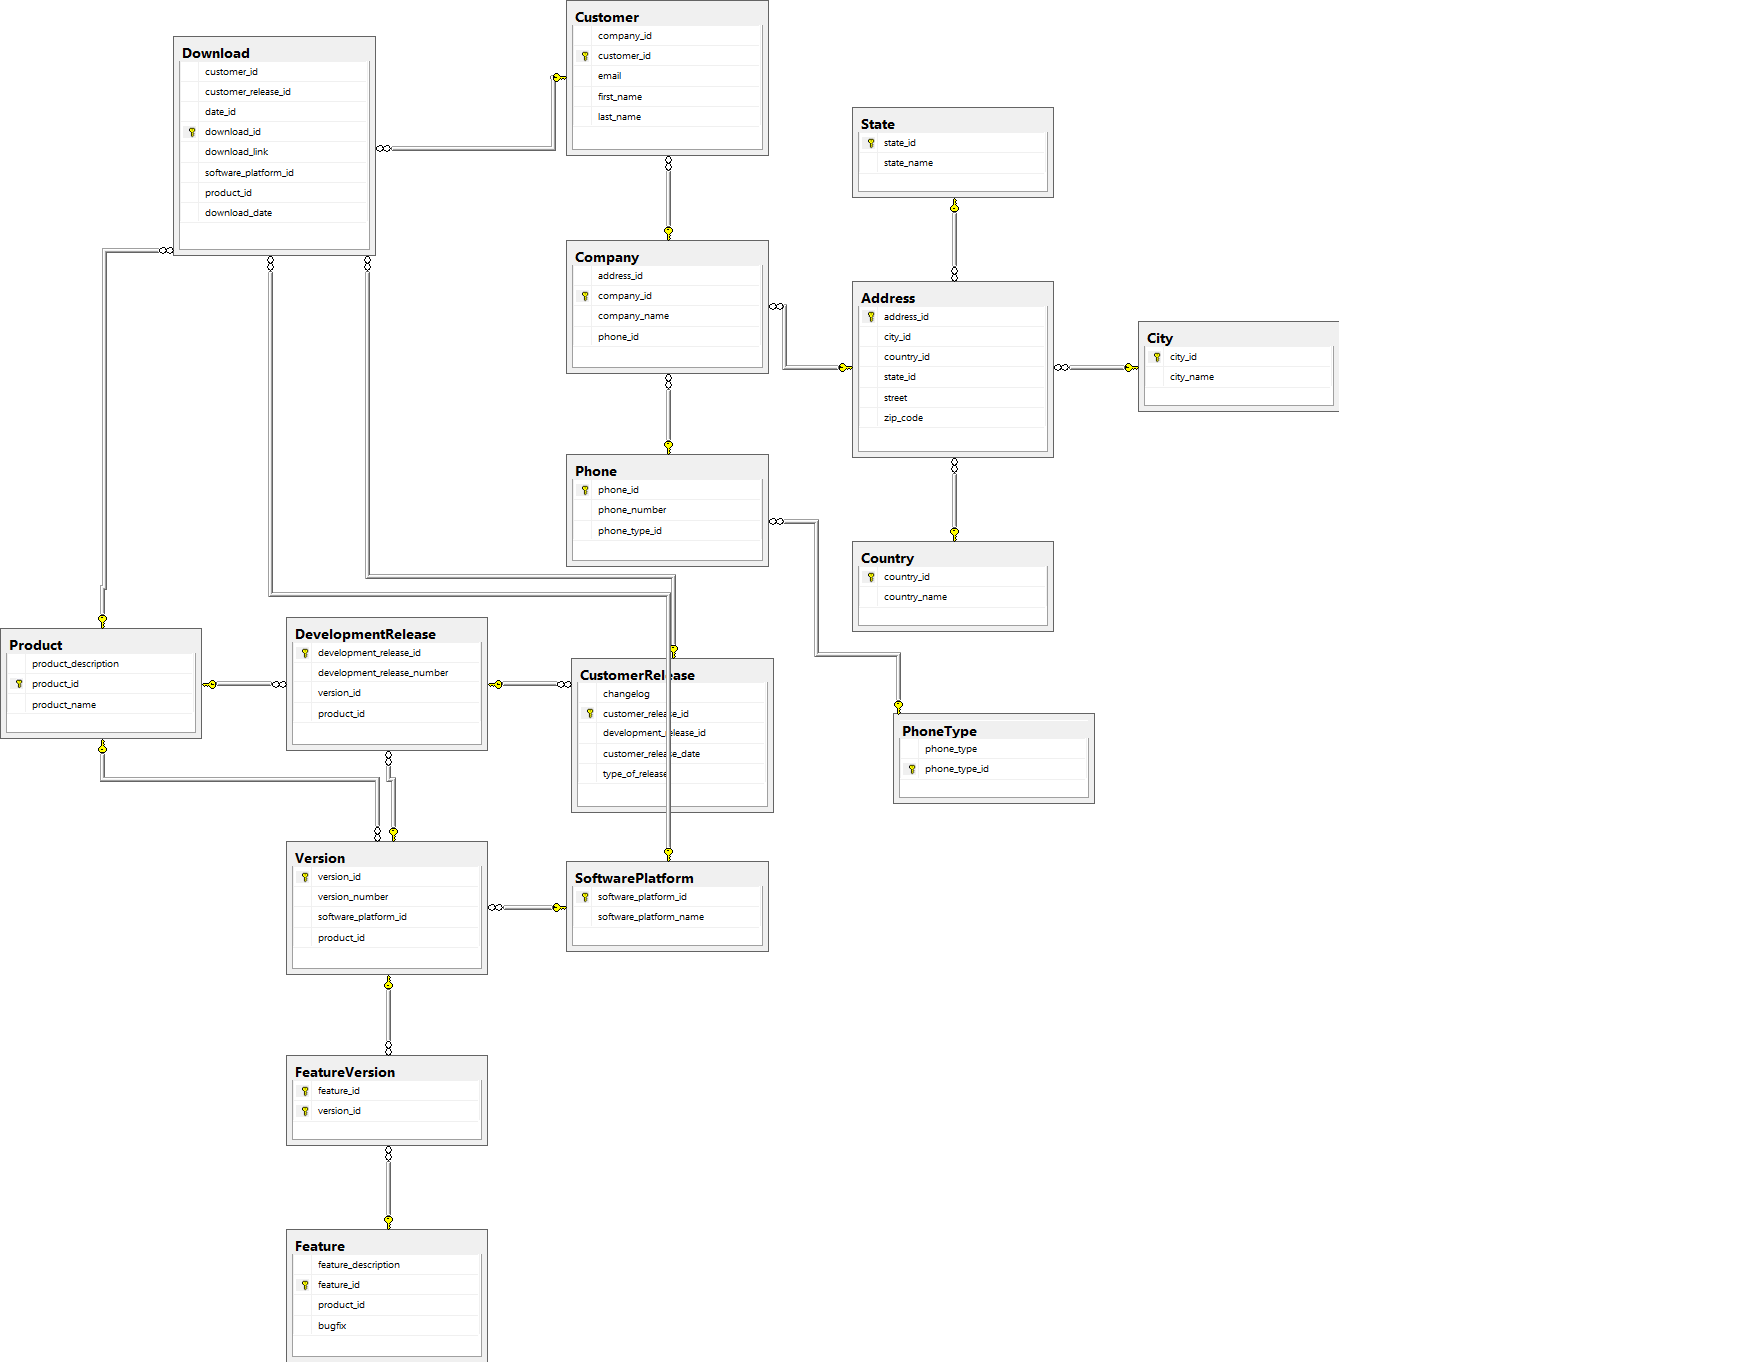 Customer
company_id
customer_id
email
first_name
last_name
Download
customer_id
customer_release_id
date_id
download_id
download_link
software_platform_id
product_id
download_date
State
state_id
state_name
Company
address_id
company_id
company_name
phone_id
Address
address_id
city_id
country_id
state_id
street
zip_code
City
city_id
city_name
Phone
phone_id
phone_number
phone_type_id
Country
country_id
country_name
Product
product_description
product_id
product_name
DevelopmentRelease
development_release_id
development_release_number
version_id
product_id
CustomerRelease
changelog
customer_release_id
development_release_id
customer_release_date
type_of_release
PhoneType
phone_type
phone_type_id
Version
version_id
version_number
software_platform_id
product_id
SoftwarePlatform
software_platform_id
software_platform_name
FeatureVersion
feature_id
version_id
Feature
feature_description
feature_id
product_id
bugfix